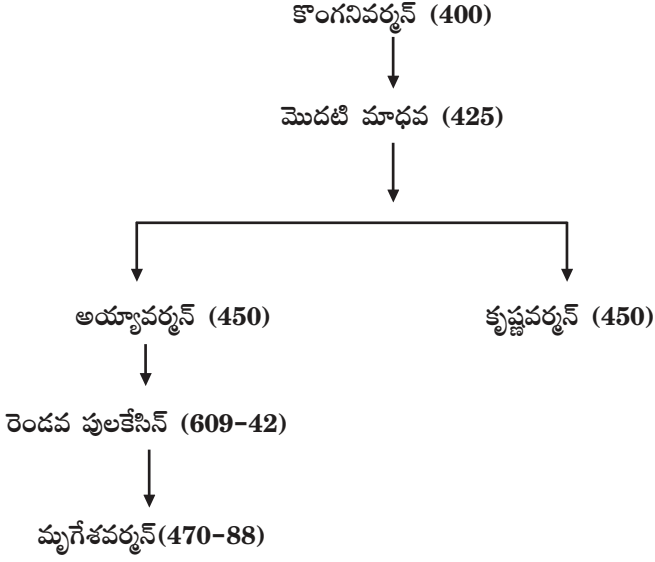 కొంగనివర్మన్ (400)
మొదటి మాధవ (425)
అయ్యావర్మన్ (450)
కృష్ణవర్మన్ (450)
రెండవ పులకేసిన్ (609-42)
మృగేశవర్మన్(470-88)